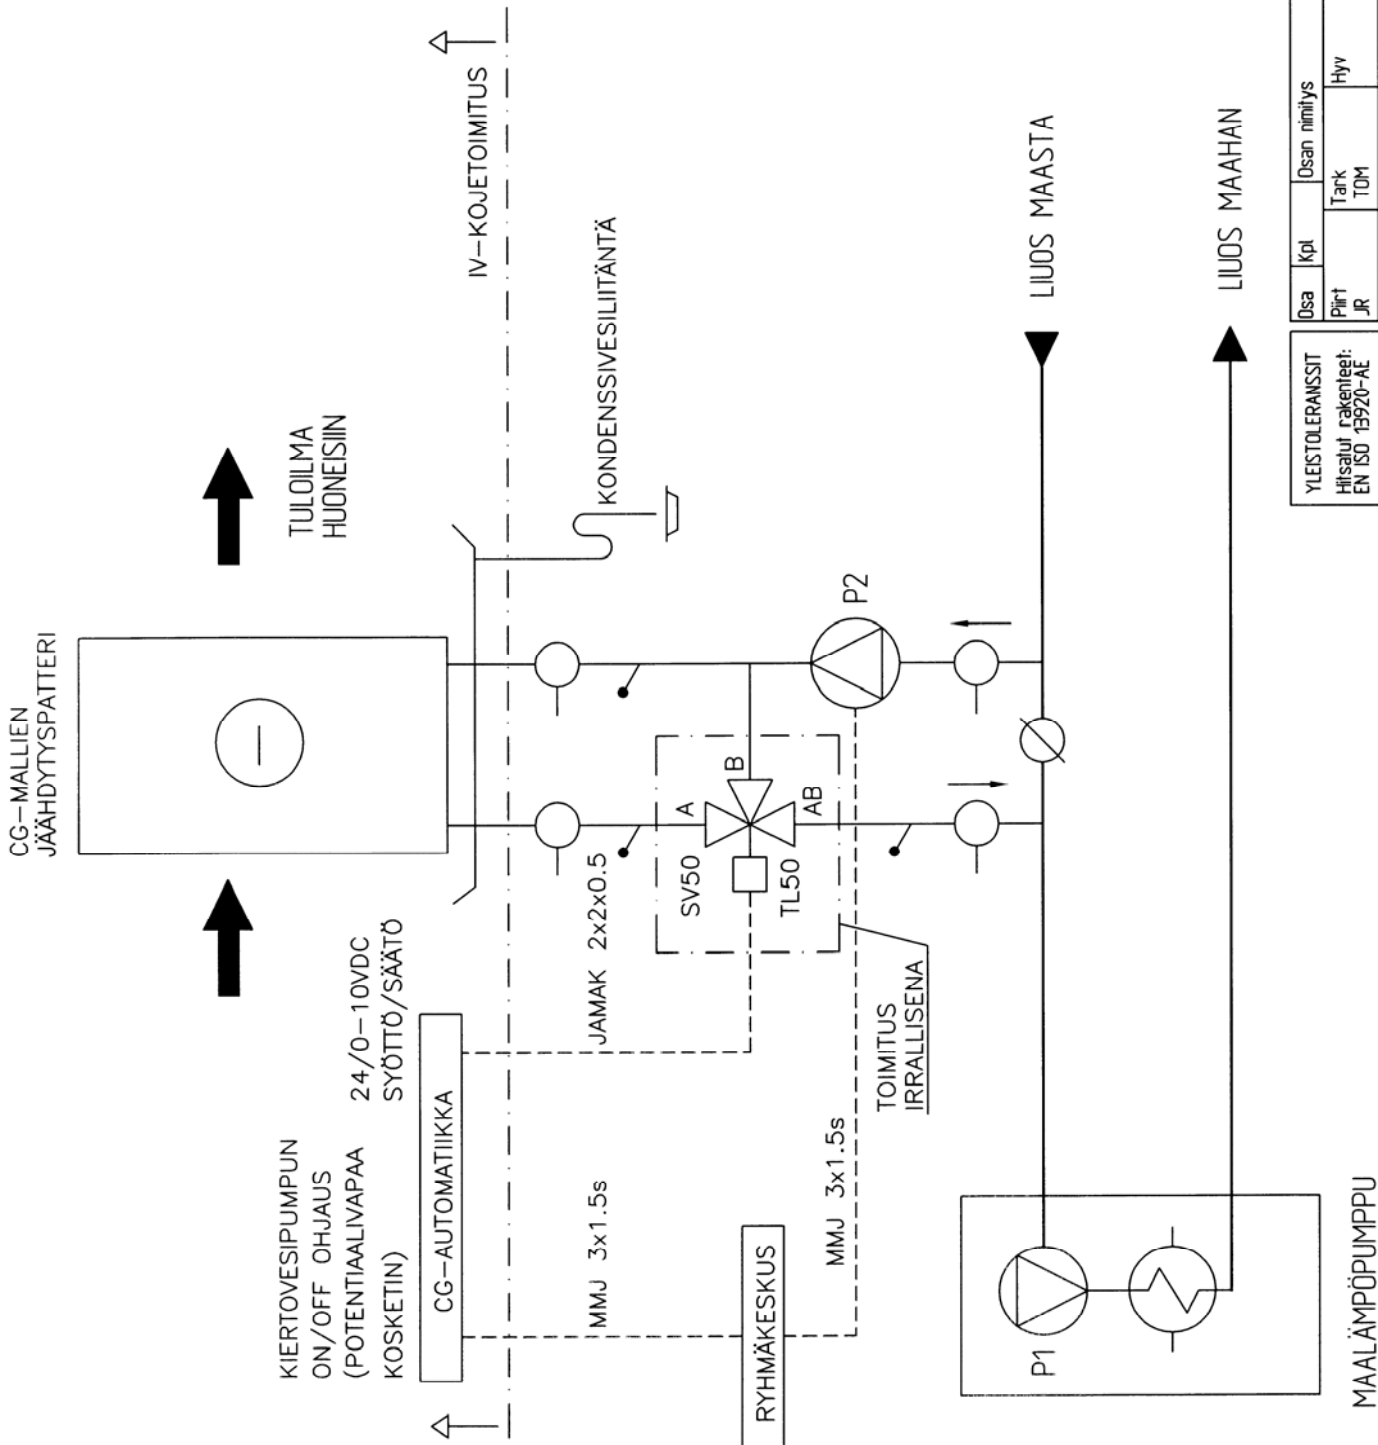 CG–MALLIEN
JÄÄHDYTYSPATTERI
TULOILMA
HUONEISIIN
IV–KOJETOIMITUS
KONDENSSIVESILIITÄNTÄ
KIERTOVESIPUMPUN
ON/OFF OHJAUS
(POTENTIAALIVAPAA
KOSKETIN)
24/0–10VDC
SYÖTTÖ/SÄÄTÖ
CG–AUTOMATIIKKA
JAMAK 2x2x0.5
MMJ 3x1.5s
SV50
A
B
AB
TL50
P2
TOIMITUS
IRRALLISENA
RYHMÄKESKUS
MMJ 3x1.5s
LIUOS MAASTA
LIUOS MAAHAN
P1
MAALÄMPÖPUMPPU
YLEISTOLERANSSIT
Hitsatut rakenteet:
EN ISO 13920-AE
Osa Kpl Osan nimitys
Piirt Tark Hyv
JR TOM